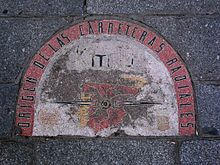 ORIGEN DE LAS CARRETERAS RADIALES